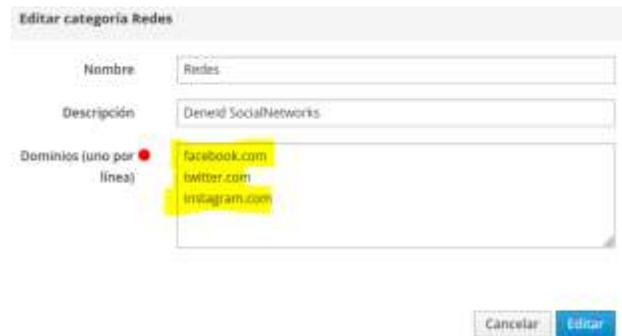 Editar categoría Redes
Nombre
Redes
Descripción
Deneid SocialNetworks
Dominios (uno por
línea)
facebook.com
twitter.com
instagram.com
Cancelar
Editar